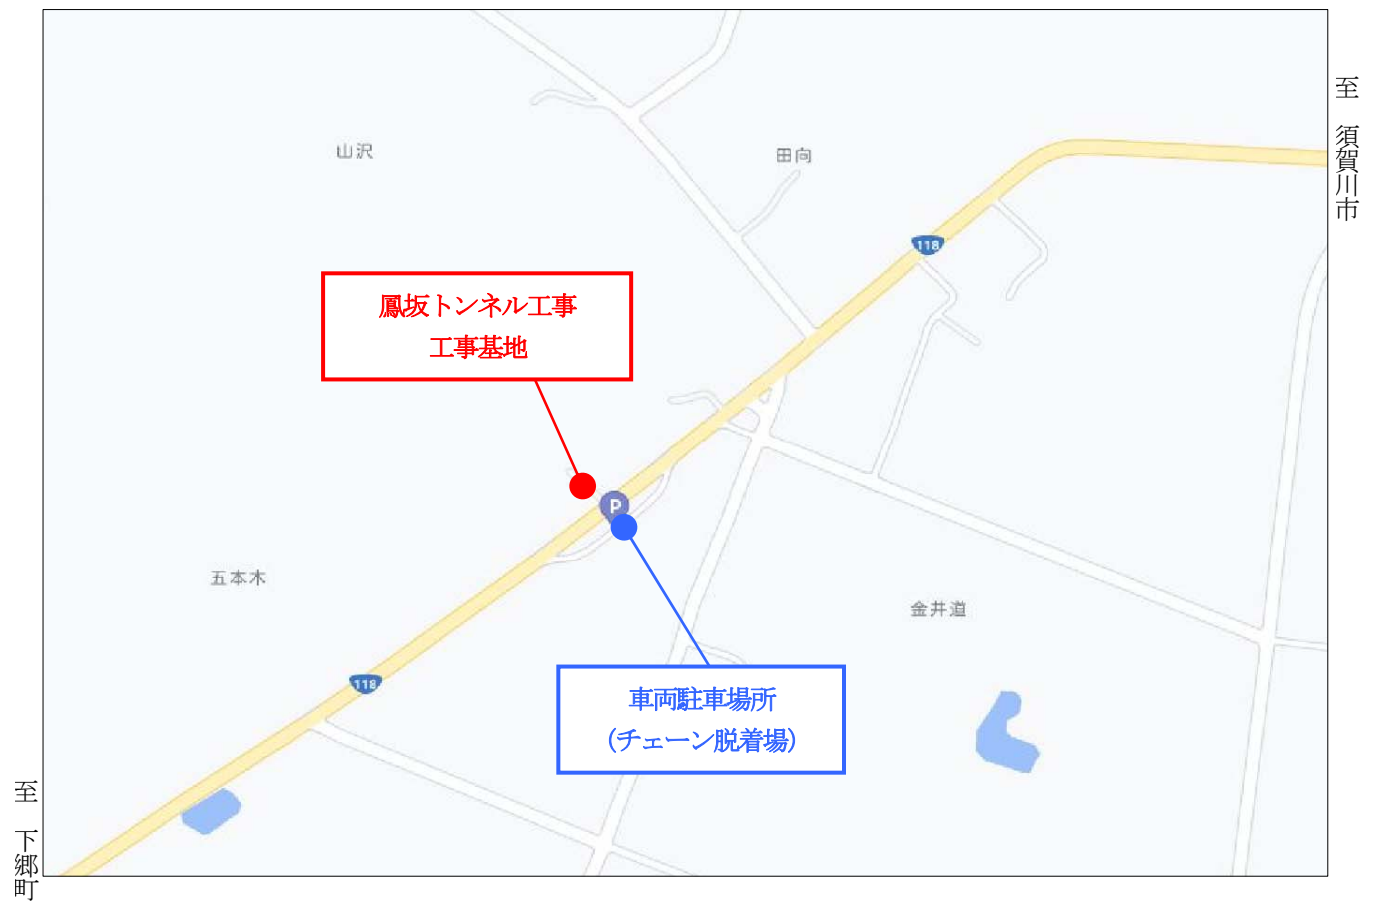 至 須賀川市
山沢
田向
118
鳳坂トンネル工事
工事基地
P
五本木
金井道
118
車両駐車場所
(チェーン脱着場)
至 下郷町